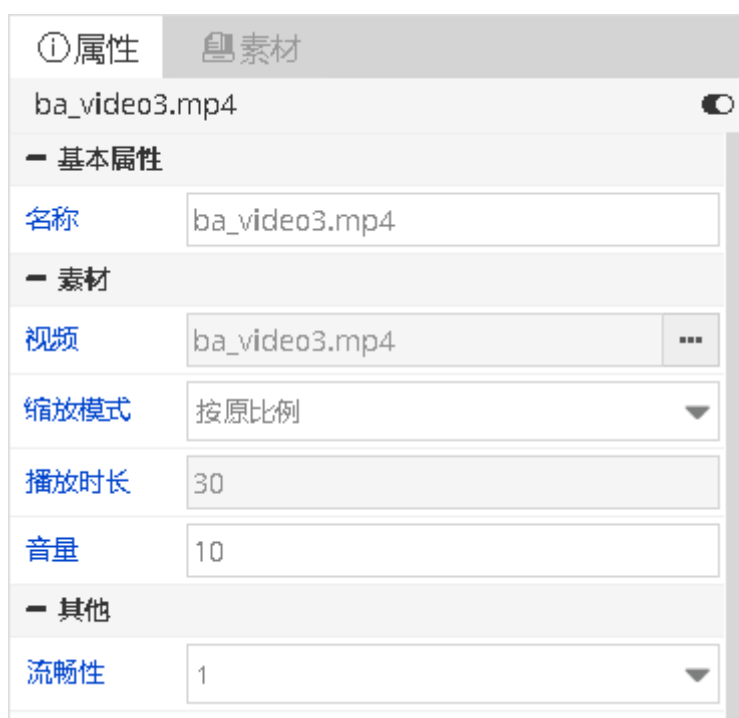 属性 素材
ba_video3.mp4
基本属性
名称 ba_video3.mp4
素材
视频 ba_video3.mp4 ...
缩放模式 按原比例
播放时长 30
音量 10
其他
流畅性 1